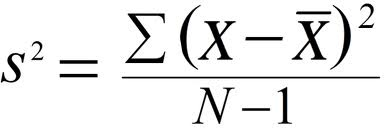 s² = ∑(X − X̄)² / (N − 1)